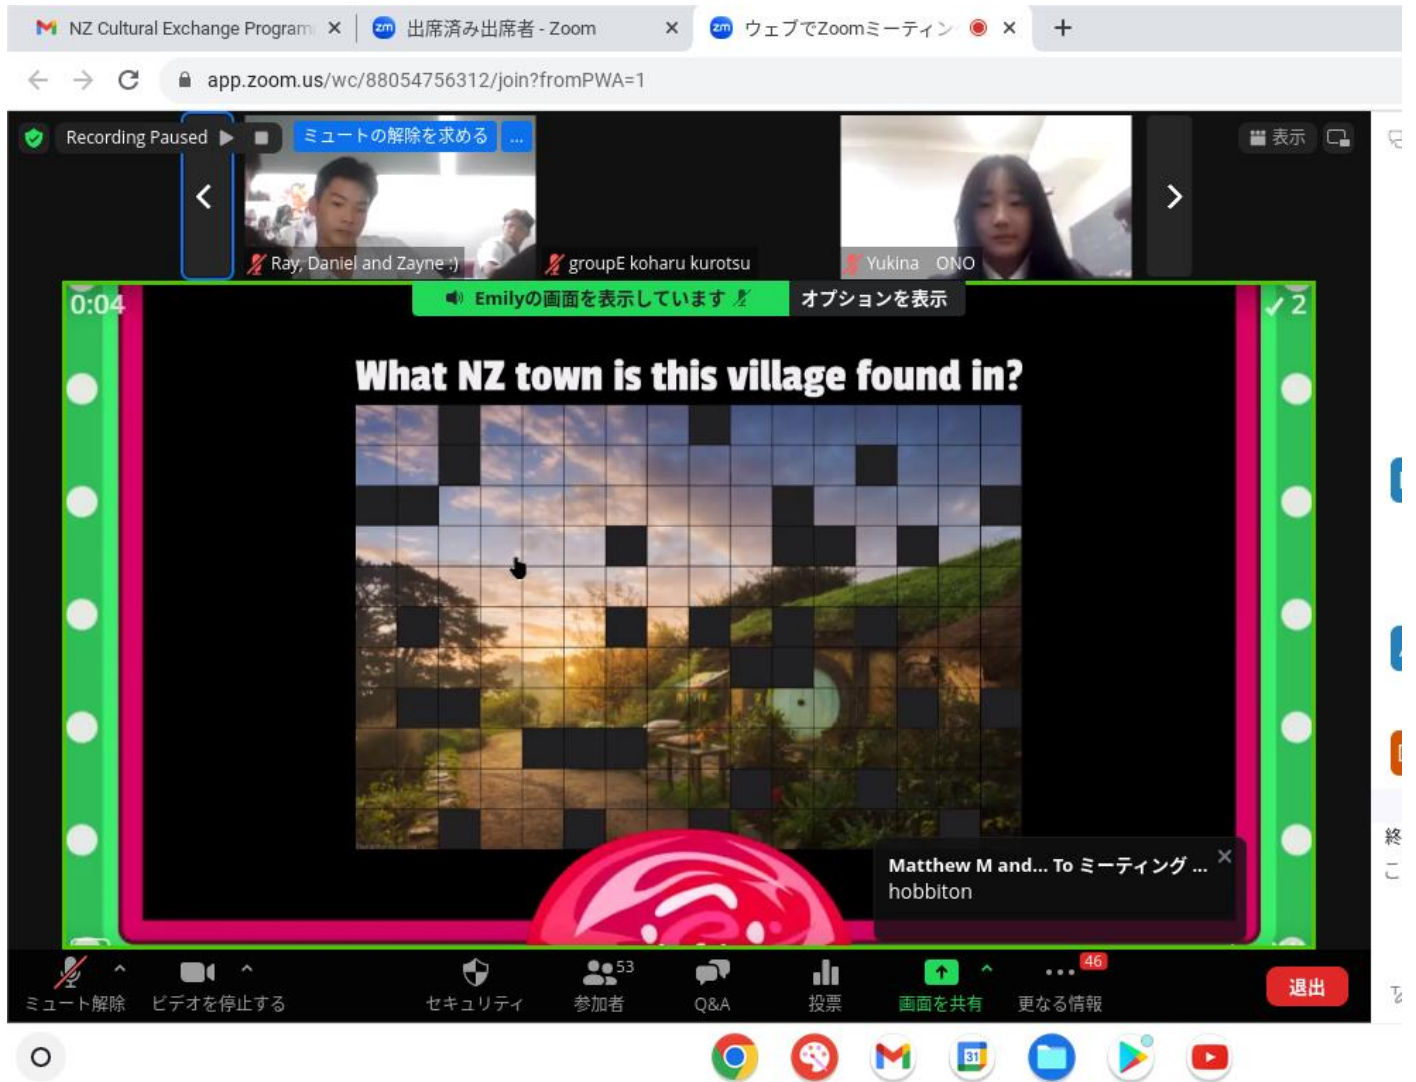 NZ Cultural Exchange Program
出席済み出席者 - Zoom
ウェブでZoomミーティン
app.zoom.us/wc/88054756312/join?fromPWA=1
Recording Paused
ミュートの解除を求める
...
表示
Ray, Daniel and Zayne :)
groupE koharu kurotsu
Yukina ONO
0:04
Emilyの画面を表示しています
オプションを表示
2
What NZ town is this village found in?
Matthew M and... To ミーティング ...
hobbiton
終
こ
ミュート解除
ビデオを停止する
セキュリティ
53
参加者
Q&A
投票
画面を共有
46
更なる情報
退出
31